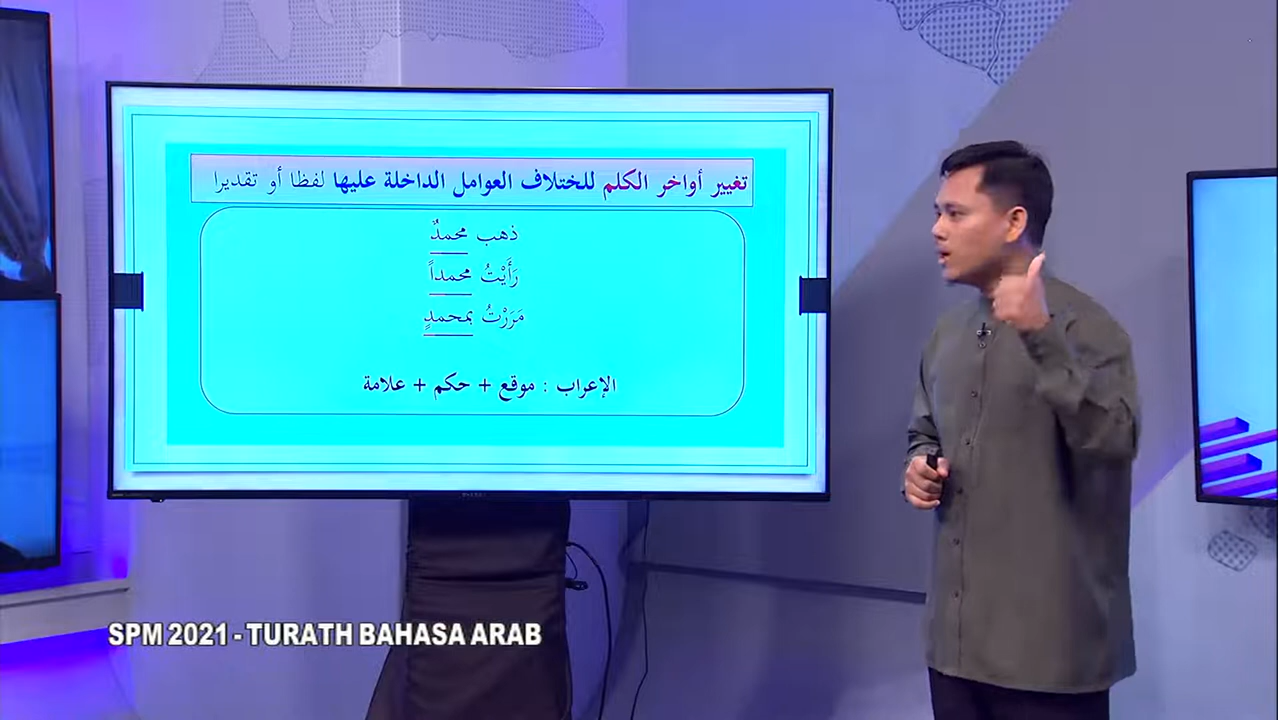 تغيير أواخر الكلم للختلاف العوامل الداخلة عليها لفظا أو تقديرا
ذهب محمدٌ
رَأَيْتُ محمداً
مَرَرْتُ بمحمدٍ
الإعراب : موقع + حكم + علامة
SPM 2021 - TURATH BAHASA ARAB